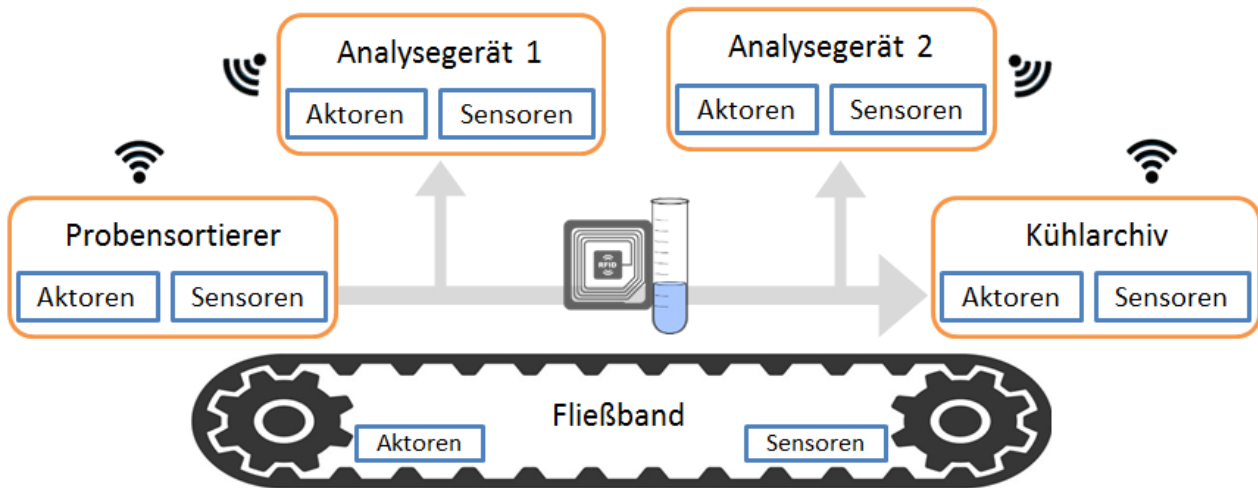 Analysegerät 1
Aktoren Sensoren
Analysegerät 2
Aktoren Sensoren
Probensortierer
Aktoren Sensoren
RFID
Kühlarchiv
Aktoren Sensoren
Fließband
Aktoren
Sensoren